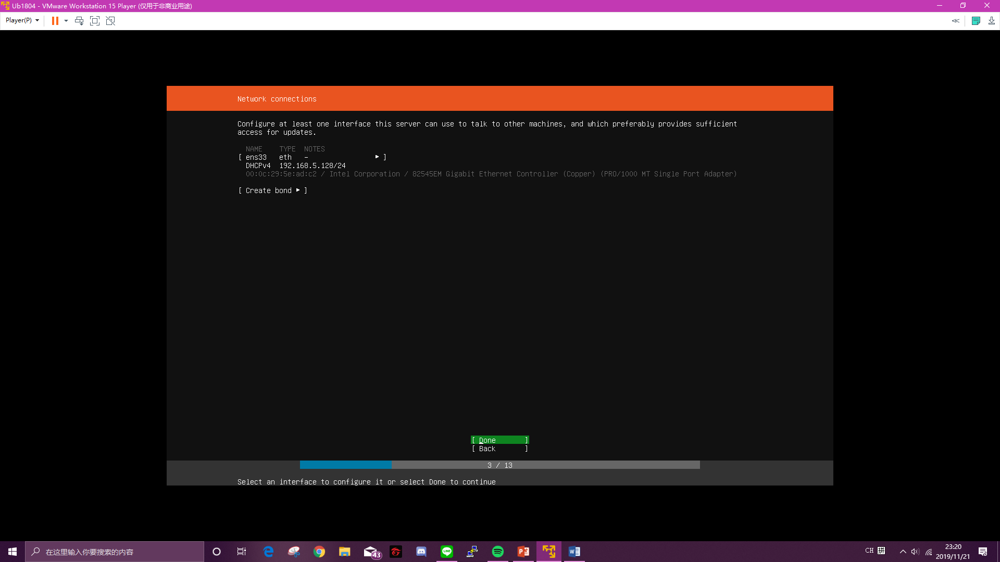 Ub1804 - VMware Workstation 15 Player (仅用于非商业用途)
Player(P)
Network connections
Configure at least one interface this server can use to talk to other machines, and which preferably provides sufficient
access for updates.
NAME TYPE NOTES
[ ens33 eth - ▸ ]
DHCPv4 192.168.5.128/24
00:0c:29:5e:ad:c2 / Intel Corporation / 82545EM Gigabit Ethernet Controller (Copper) (PRO/1000 MT Single Port Adapter)
[ Create bond ▸ ]
[ Done ]
[ Back ]
3 / 13
Select an interface to configure it or select Done to continue
在这里输入你要搜索的内容
43
LINE
CH 拼
23:20
2019/11/21